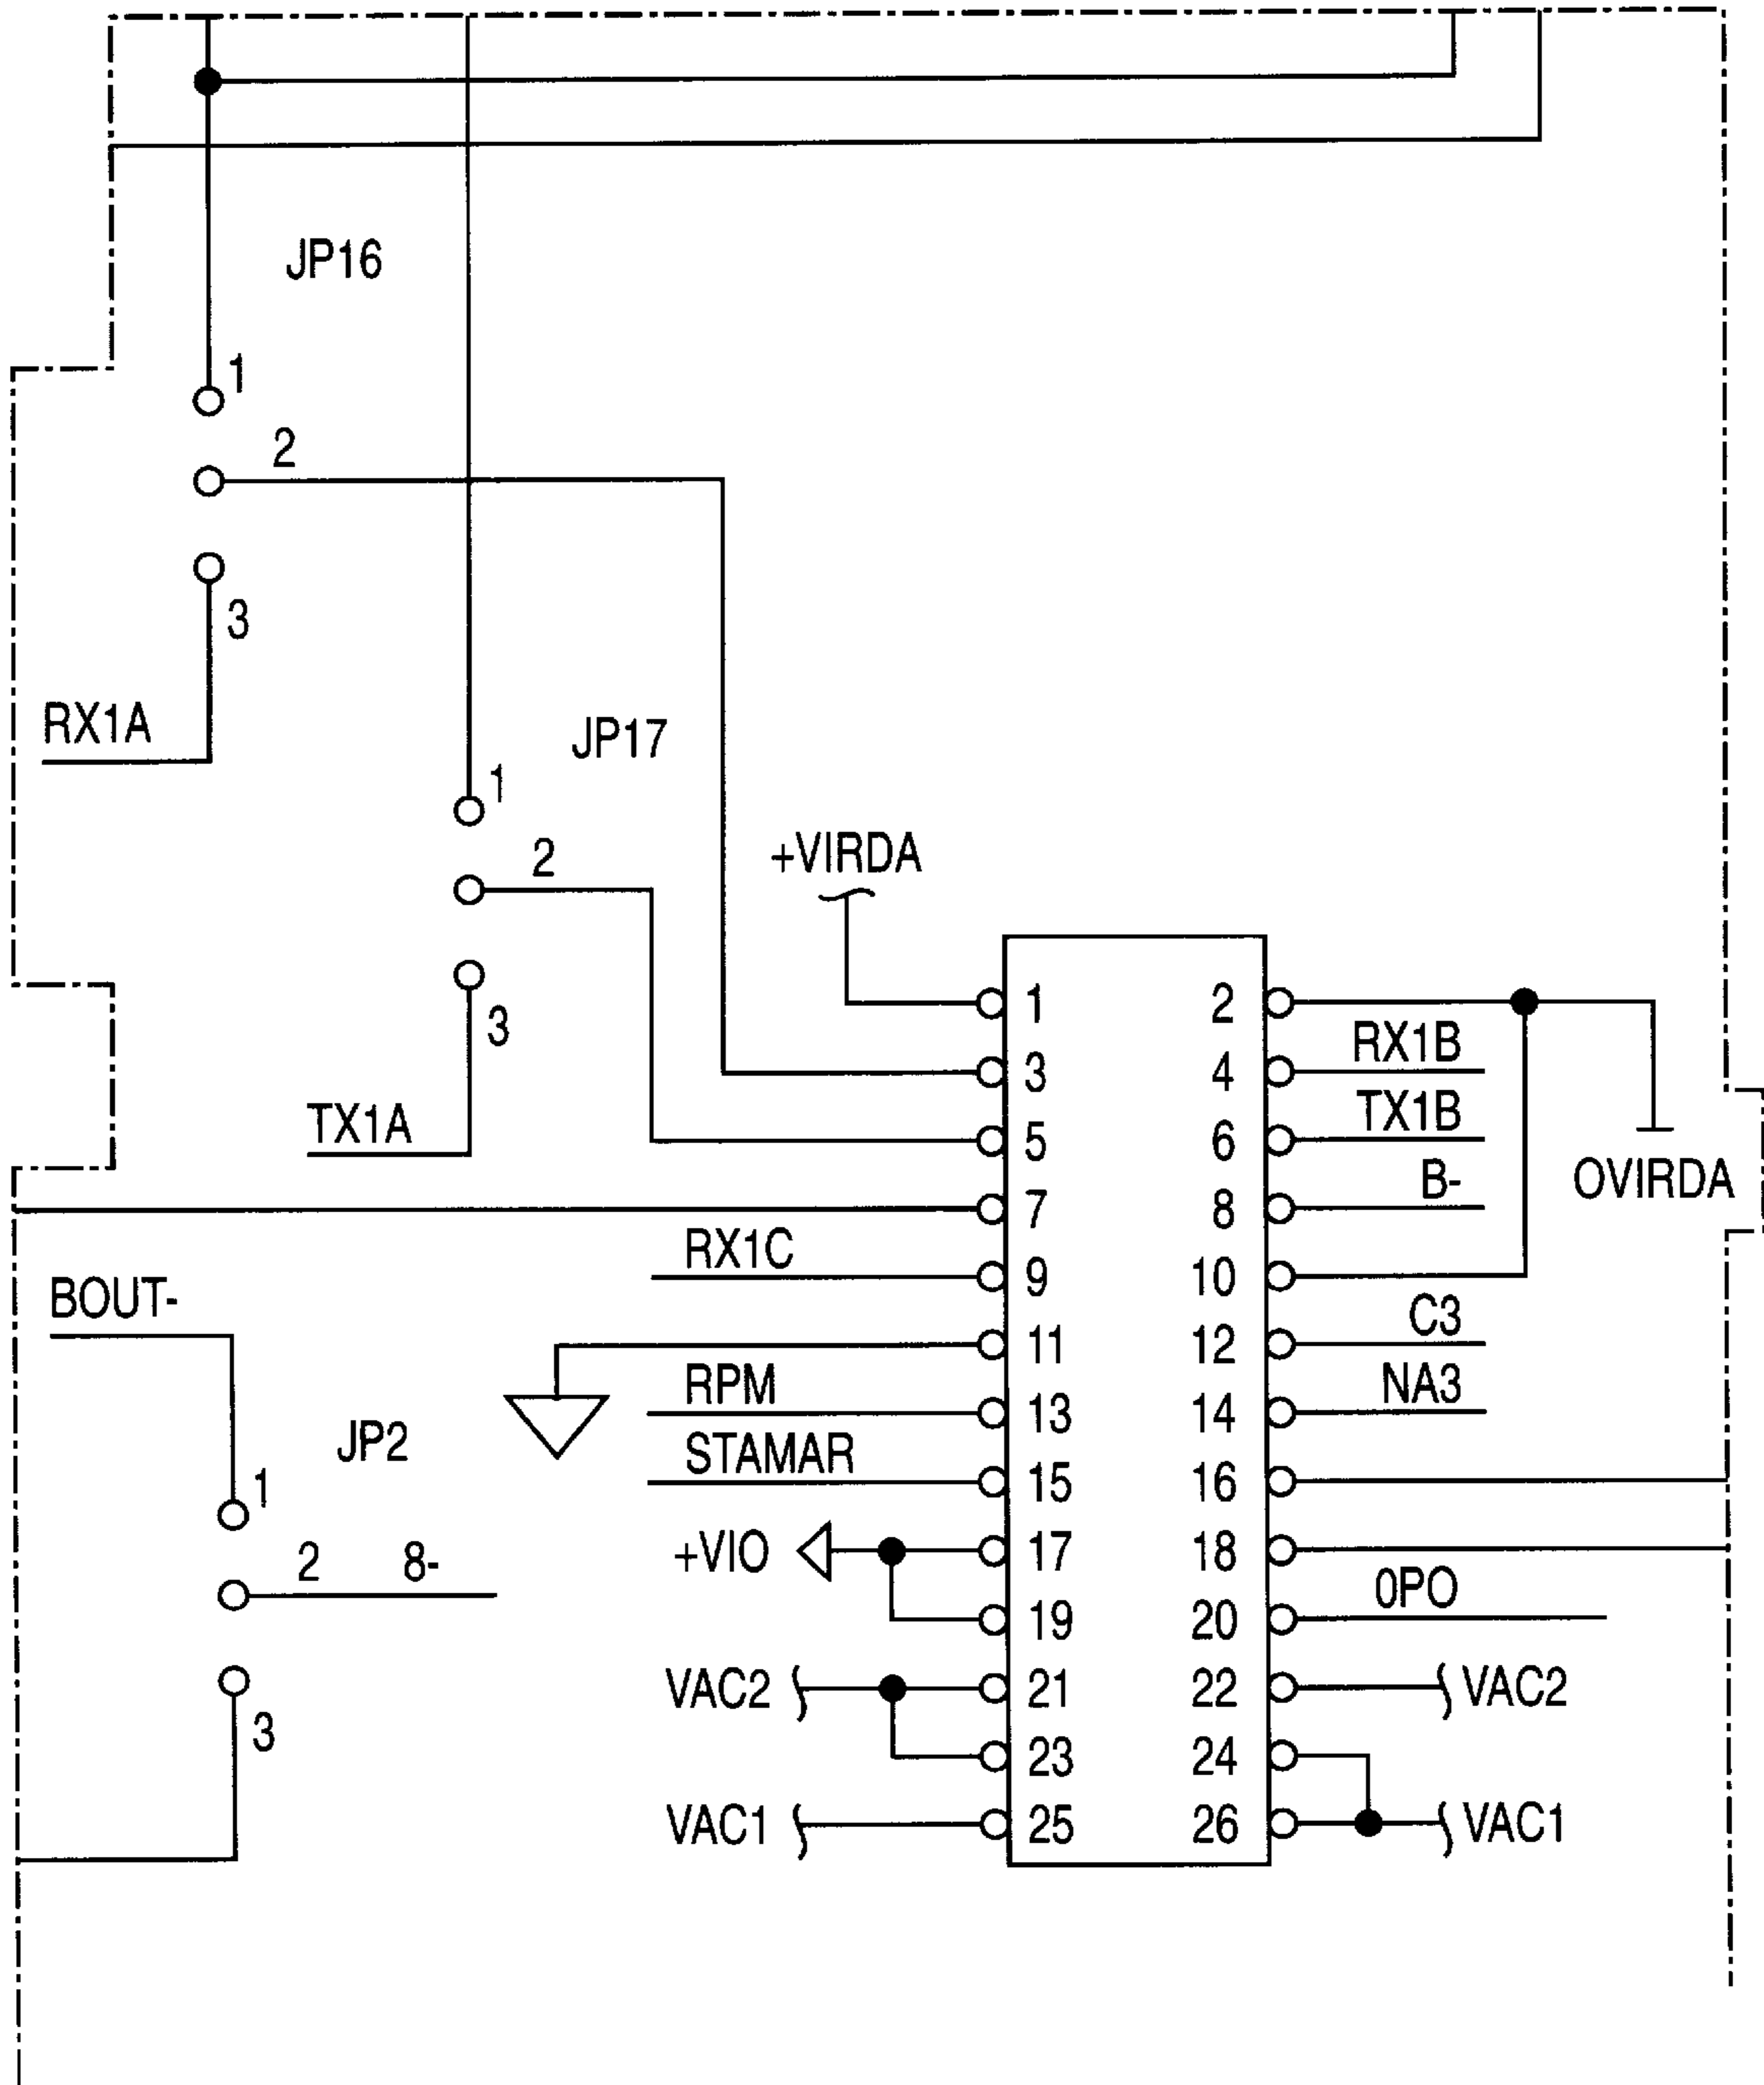 JP16
1
2
3
RX1A
JP17
1
2
3
TX1A
+VIRDA
1 2
RX1B
3 4
TX1B
5 6
B-
OVIRDA
7 8
RX1C
9 10
BOUT-
C3
11 12
RPM
NA3
13 14
JP2
STAMAR
15 16
1
2 8-
3
+VIO 17 18
0PO
19 20
VAC2 21 22 VAC2
23 24
VAC1 25 26 VAC1